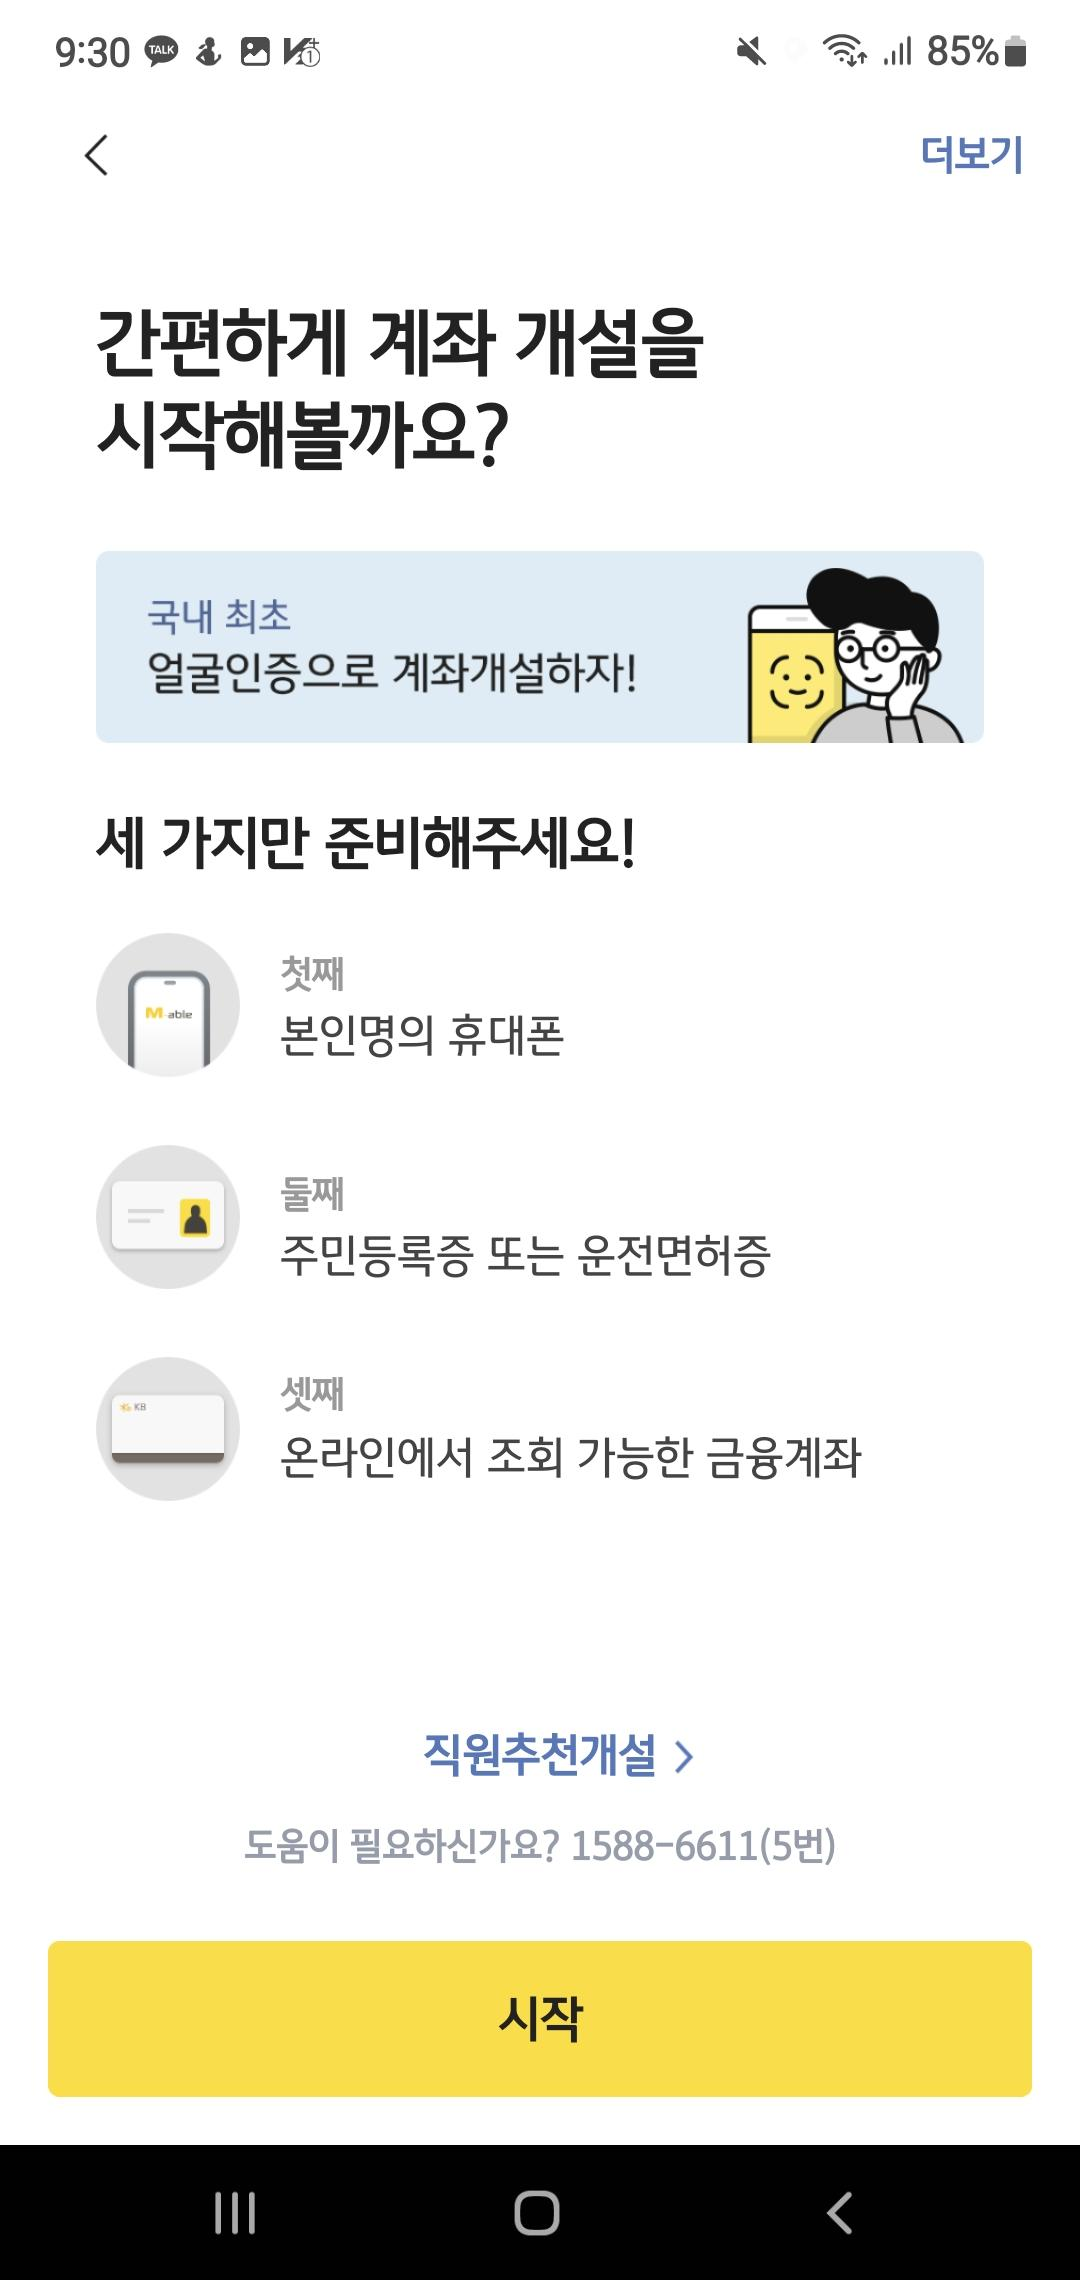 9:30 TALK 1 85%
더보기
간편하게 계좌 개설을
시작해볼까요?
국내 최초
얼굴인증으로 계좌개설하자!
세 가지만 준비해주세요!
첫째
M-able
본인명의 휴대폰
둘째
주민등록증 또는 운전면허증
셋째
KB
온라인에서 조회 가능한 금융계좌
직원추천개설 >
도움이 필요하신가요? 1588-6611(5번)
시작